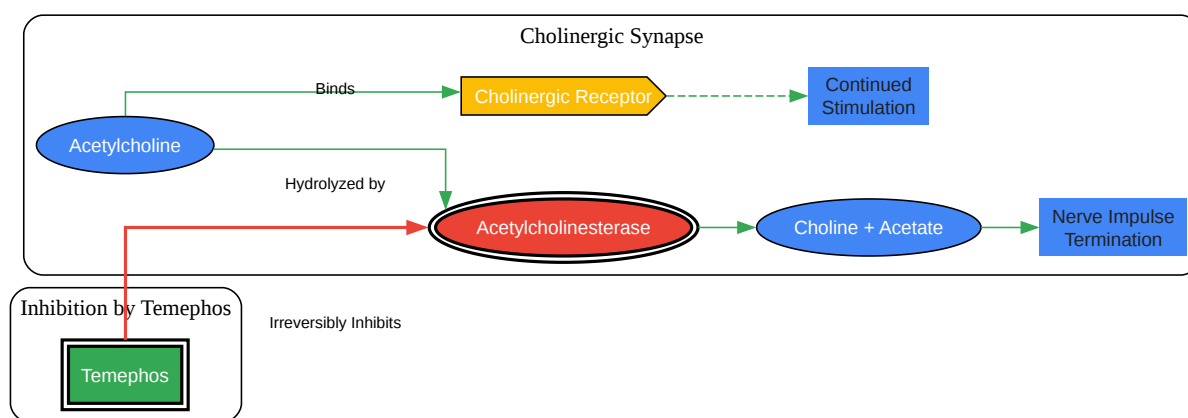 Cholinergic Synapse
Binds
Cholinergic Receptor
Continued
Stimulation
Acetylcholine
Hydrolyzed by
Acetylcholinesterase
Choline + Acetate
Nerve Impulse
Termination
Inhibition by Temephos
Irreversibly Inhibits
Temephos